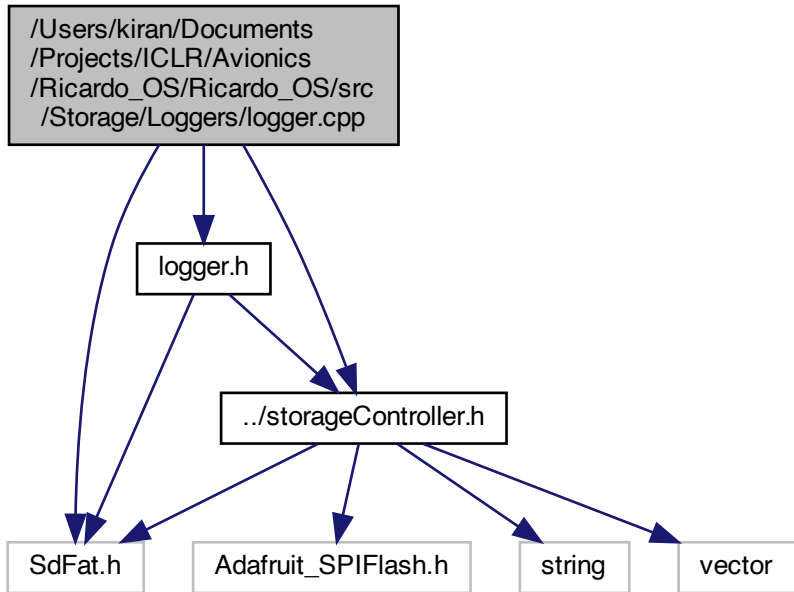 /Users/kiran/Documents
/Projects/ICLR/Avionics
/Ricardo_OS/Ricardo_OS/src
/Storage/Loggers/logger.cpp
logger.h
../storageController.h
SdFat.h
Adafruit_SPIFlash.h
string
vector